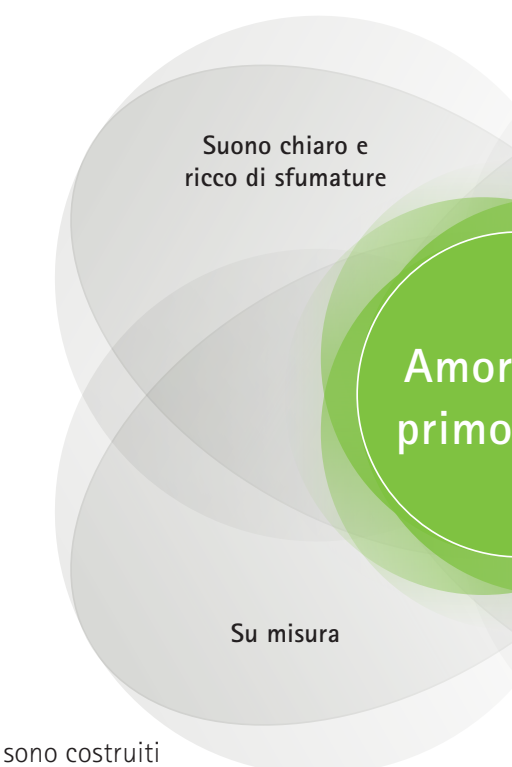 Suono chiaro e
ricco di sfumature
Amor
primo
Su misura
sono costruiti